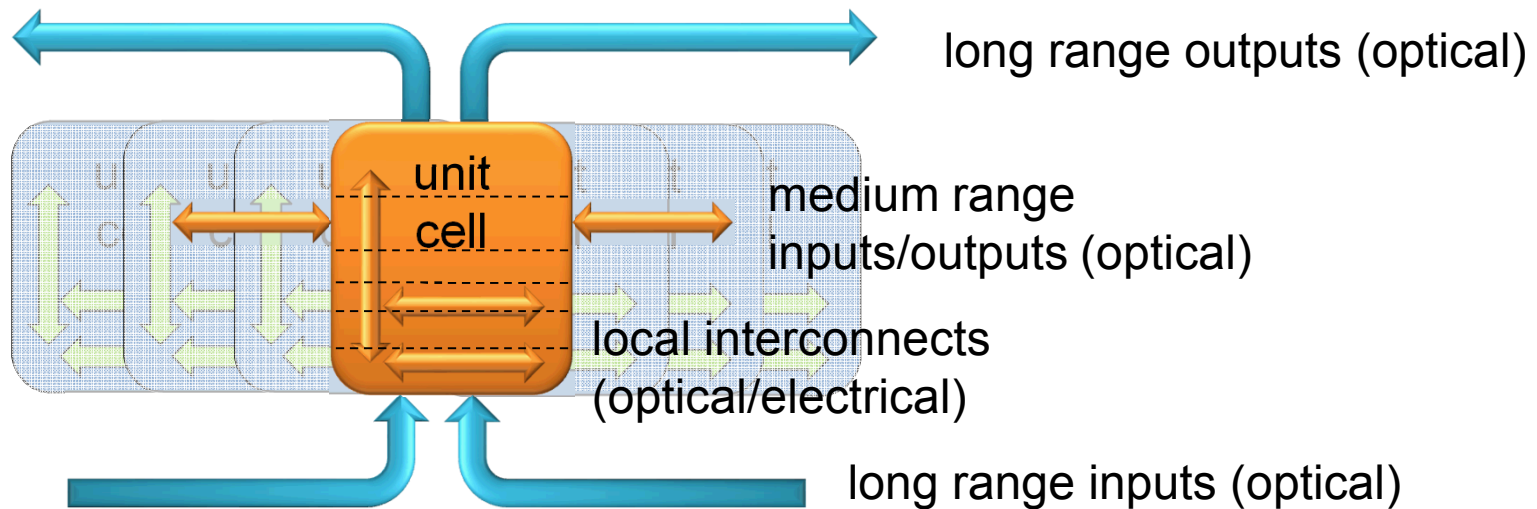 long range outputs (optical)
unit
cell
medium range
inputs/outputs (optical)
local interconnects
(optical/electrical)
long range inputs (optical)